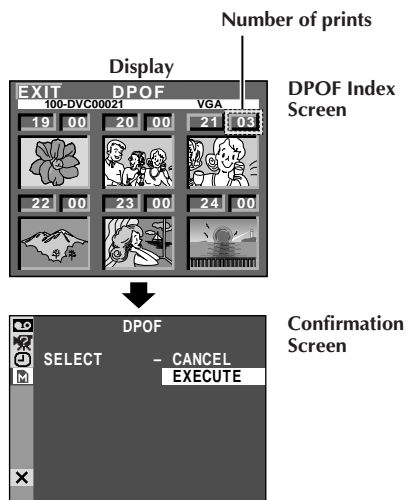 Number of prints
Display
EXIT DPOF
100-DVC00021 VGA
19 00 20 00 21 03
22 00 23 00 24 00
DPOF Index
Screen
DPOF
SELECT – CANCEL
EXECUTE
M
Confirmation
Screen